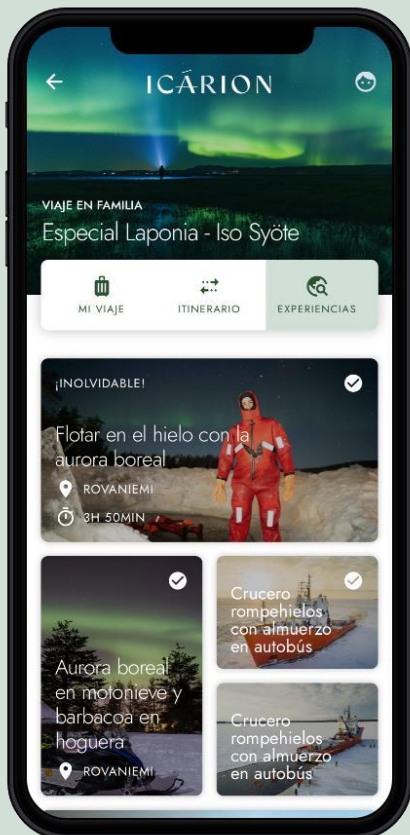 ICĀRION
VIAJE EN FAMILIA
Especial Laponia - Iso Syöte
MI VIAJE
ITINERARIO
EXPERIENCIAS
¡INOLVIDABLE!
Flotar en el hielo con la
aurora boreal
ROVANIEMI
3H 50MIN
Aurora boreal
en motonieve y
barbacoa en
hoguera
ROVANIEMI
Crucero
rompehielos
con almuerzo
en autobús
Crucero
rompehielos
con almuerzo
en autobús